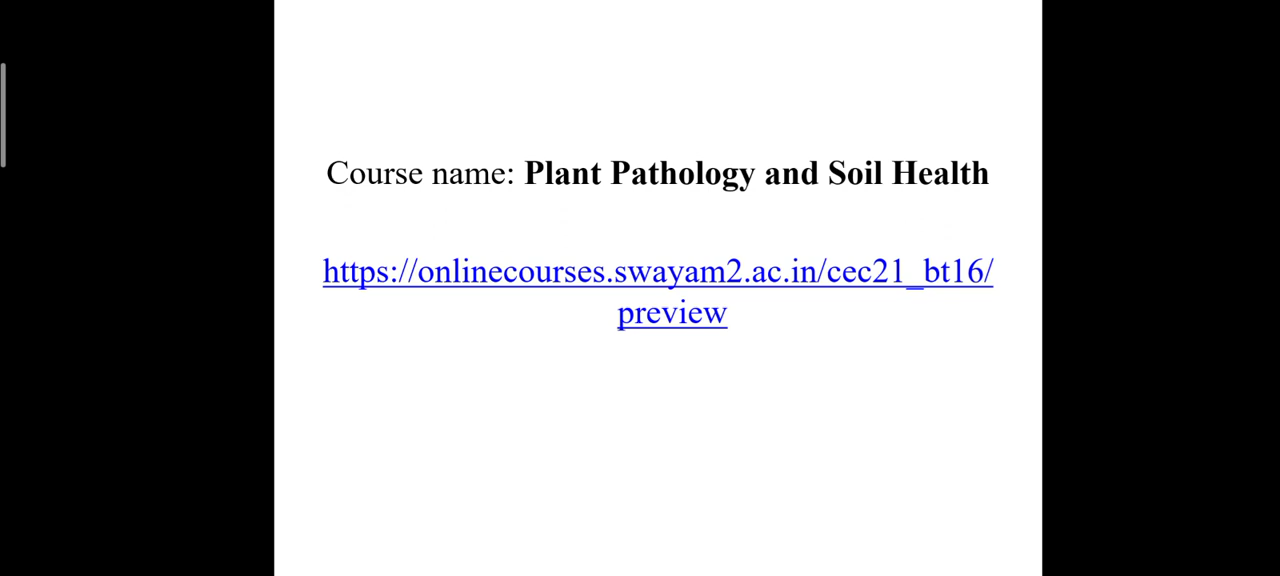 Course name: Plant Pathology and Soil Health
https://onlinecourses.swayam2.ac.in/cec21_bt16/
preview